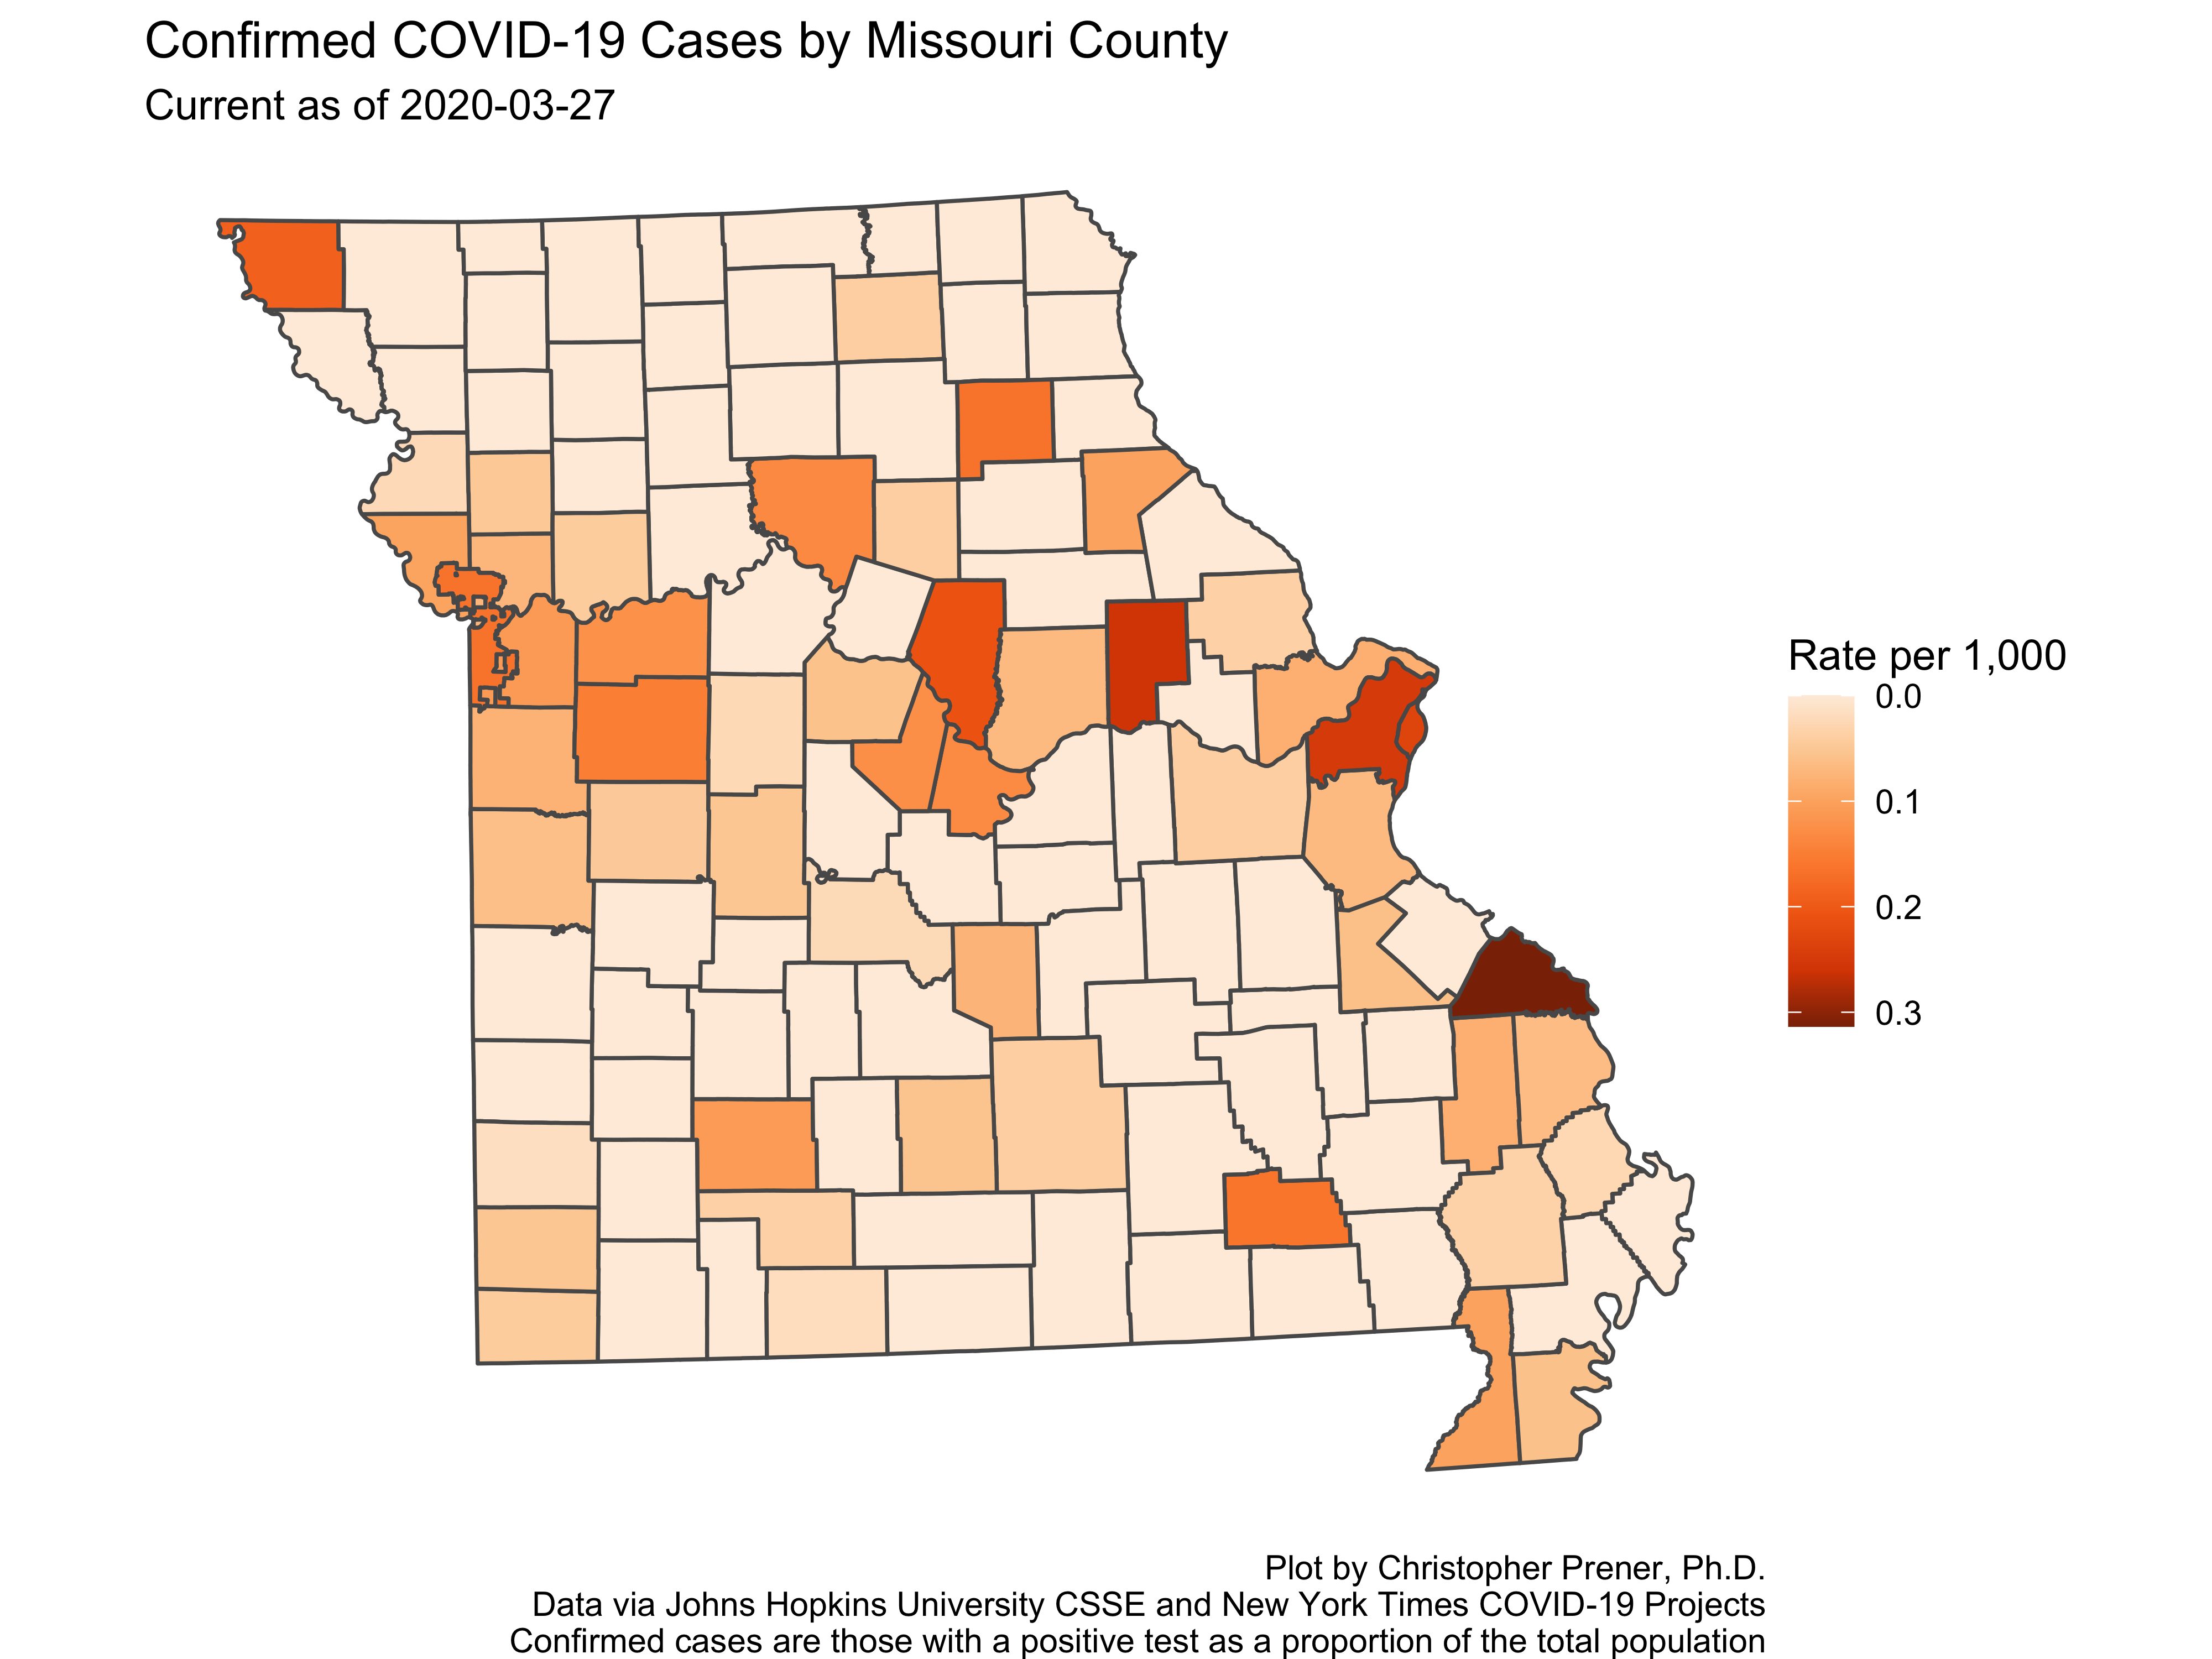 Confirmed COVID-19 Cases by Missouri County
Current as of 2020-03-27
Rate per 1,000
0.0
0.1
0.2
0.3
Plot by Christopher Prener, Ph.D.
Data via Johns Hopkins University CSSE and New York Times COVID-19 Projects
Confirmed cases are those with a positive test as a proportion of the total population